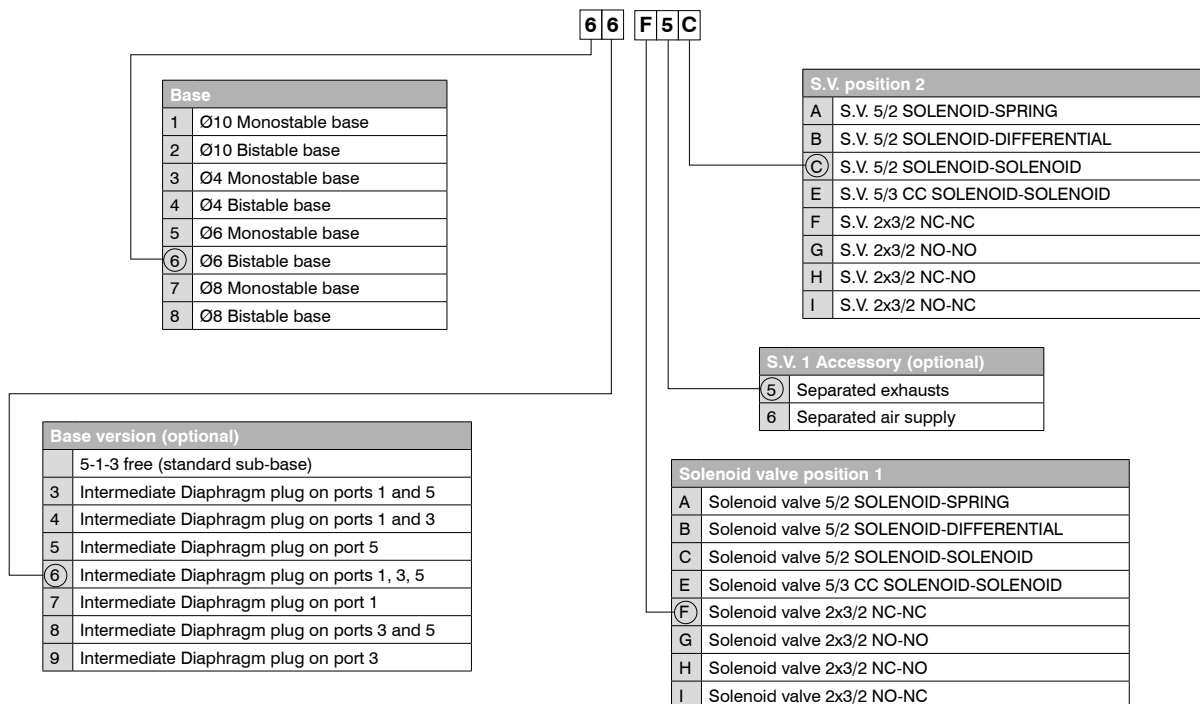 6 6 F 5 C
Base
1 Ø10 Monostable base
2 Ø10 Bistable base
3 Ø4 Monostable base
4 Ø4 Bistable base
5 Ø6 Monostable base
6 Ø6 Bistable base
7 Ø8 Monostable base
8 Ø8 Bistable base
S.V. position 2
A S.V. 5/2 SOLENOID-SPRING
B S.V. 5/2 SOLENOID-DIFFERENTIAL
C S.V. 5/2 SOLENOID-SOLENOID
E S.V. 5/3 CC SOLENOID-SOLENOID
F S.V. 2x3/2 NC-NC
G S.V. 2x3/2 NO-NO
H S.V. 2x3/2 NC-NO
I S.V. 2x3/2 NO-NC
S.V. 1 Accessory (optional)
5 Separated exhausts
6 Separated air supply
Base version (optional)
5-1-3 free (standard sub-base)
3 Intermediate Diaphragm plug on ports 1 and 5
4 Intermediate Diaphragm plug on ports 1 and 3
5 Intermediate Diaphragm plug on port 5
6 Intermediate Diaphragm plug on ports 1, 3, 5
7 Intermediate Diaphragm plug on port 1
8 Intermediate Diaphragm plug on ports 3 and 5
9 Intermediate Diaphragm plug on port 3
Solenoid valve position 1
A Solenoid valve 5/2 SOLENOID-SPRING
B Solenoid valve 5/2 SOLENOID-DIFFERENTIAL
C Solenoid valve 5/2 SOLENOID-SOLENOID
E Solenoid valve 5/3 CC SOLENOID-SOLENOID
F Solenoid valve 2x3/2 NC-NC
G Solenoid valve 2x3/2 NO-NO
H Solenoid valve 2x3/2 NC-NO
I Solenoid valve 2x3/2 NO-NC